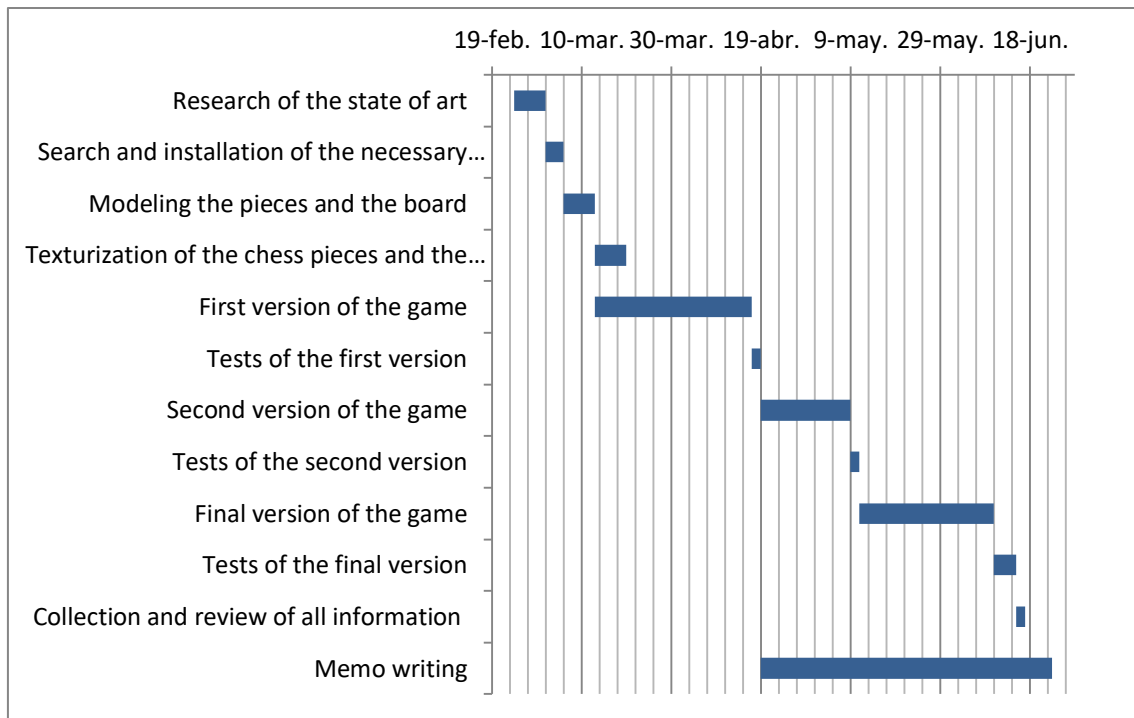 19-feb. 10-mar. 30-mar. 19-abr. 9-may. 29-may. 18-jun.
Research of the state of art
Search and installation of the necessary…
Modeling the pieces and the board
Texturization of the chess pieces and the…
First version of the game
Tests of the first version
Second version of the game
Tests of the second version
Final version of the game
Tests of the final version
Collection and review of all information
Memo writing